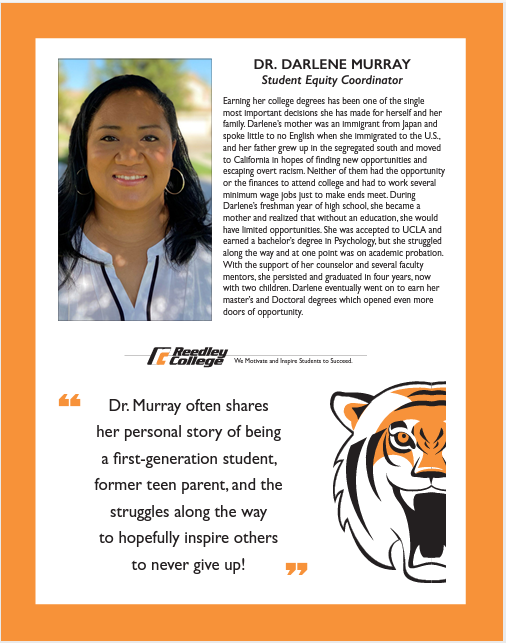 DR. DARLENE MURRAY
Student Equity Coordinator
Earning her college degrees has been one of the single
most important decisions she has made for herself and her
family. Darlene's mother was an immigrant from Japan and
spoke little to no English when she immigrated to the U.S.,
and her father grew up in the segregated south and moved
to California in hopes of finding new opportunities and
escaping overt racism. Neither of them had the opportunity
or the finances to attend college and had to work several
minimum wage jobs just to make ends meet. During
Darlene's freshman year of high school, she became a
mother and realized that without an education, she would
have limited opportunities. She was accepted to UCLA and
earned a bachelor's degree in Psychology, but she struggled
along the way and at one point was on academic probation.
With the support of her counselor and several faculty
mentors, she persisted and graduated in four years, now
with two children. Darlene eventually went on to earn her
master's and Doctoral degrees which opened even more
doors of opportunity.
Reedley
College
We Motivate and Inspire Students to Succeed.
“
Dr. Murray often shares
her personal story of being
a first-generation student,
former teen parent, and the
struggles along the way
to hopefully inspire others
to never give up!
”